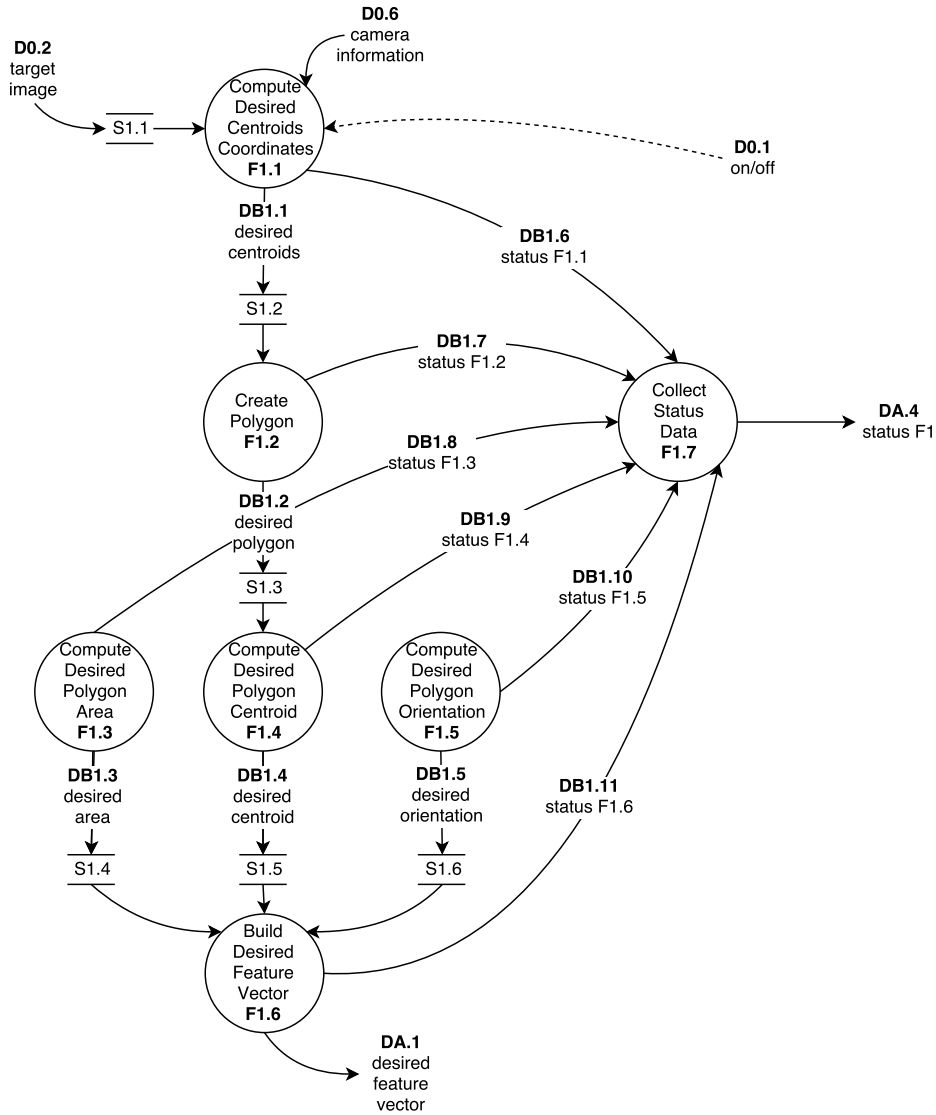 D0.6
camera
information
D0.2
target
image
S1.1
Compute
Desired
Centroids
Coordinates
F1.1
D0.1
on/off
DB1.1
desired
centroids
DB1.6
status F1.1
S1.2
DB1.7
status F1.2
Create
Polygon
F1.2
Collect
Status
Data
F1.7
DA.4
status F1
DB1.8
status F1.3
DB1.2
desired
polygon
DB1.9
status F1.4
S1.3
DB1.10
status F1.5
Compute
Desired
Polygon
Area
F1.3
Compute
Desired
Polygon
Centroid
F1.4
Compute
Desired
Polygon
Orientation
F1.5
DB1.3
desired
area
DB1.4
desired
centroid
DB1.5
desired
orientation
DB1.11
status F1.6
S1.4
S1.5
S1.6
Build
Desired
Feature
Vector
F1.6
DA.1
desired
feature
vector